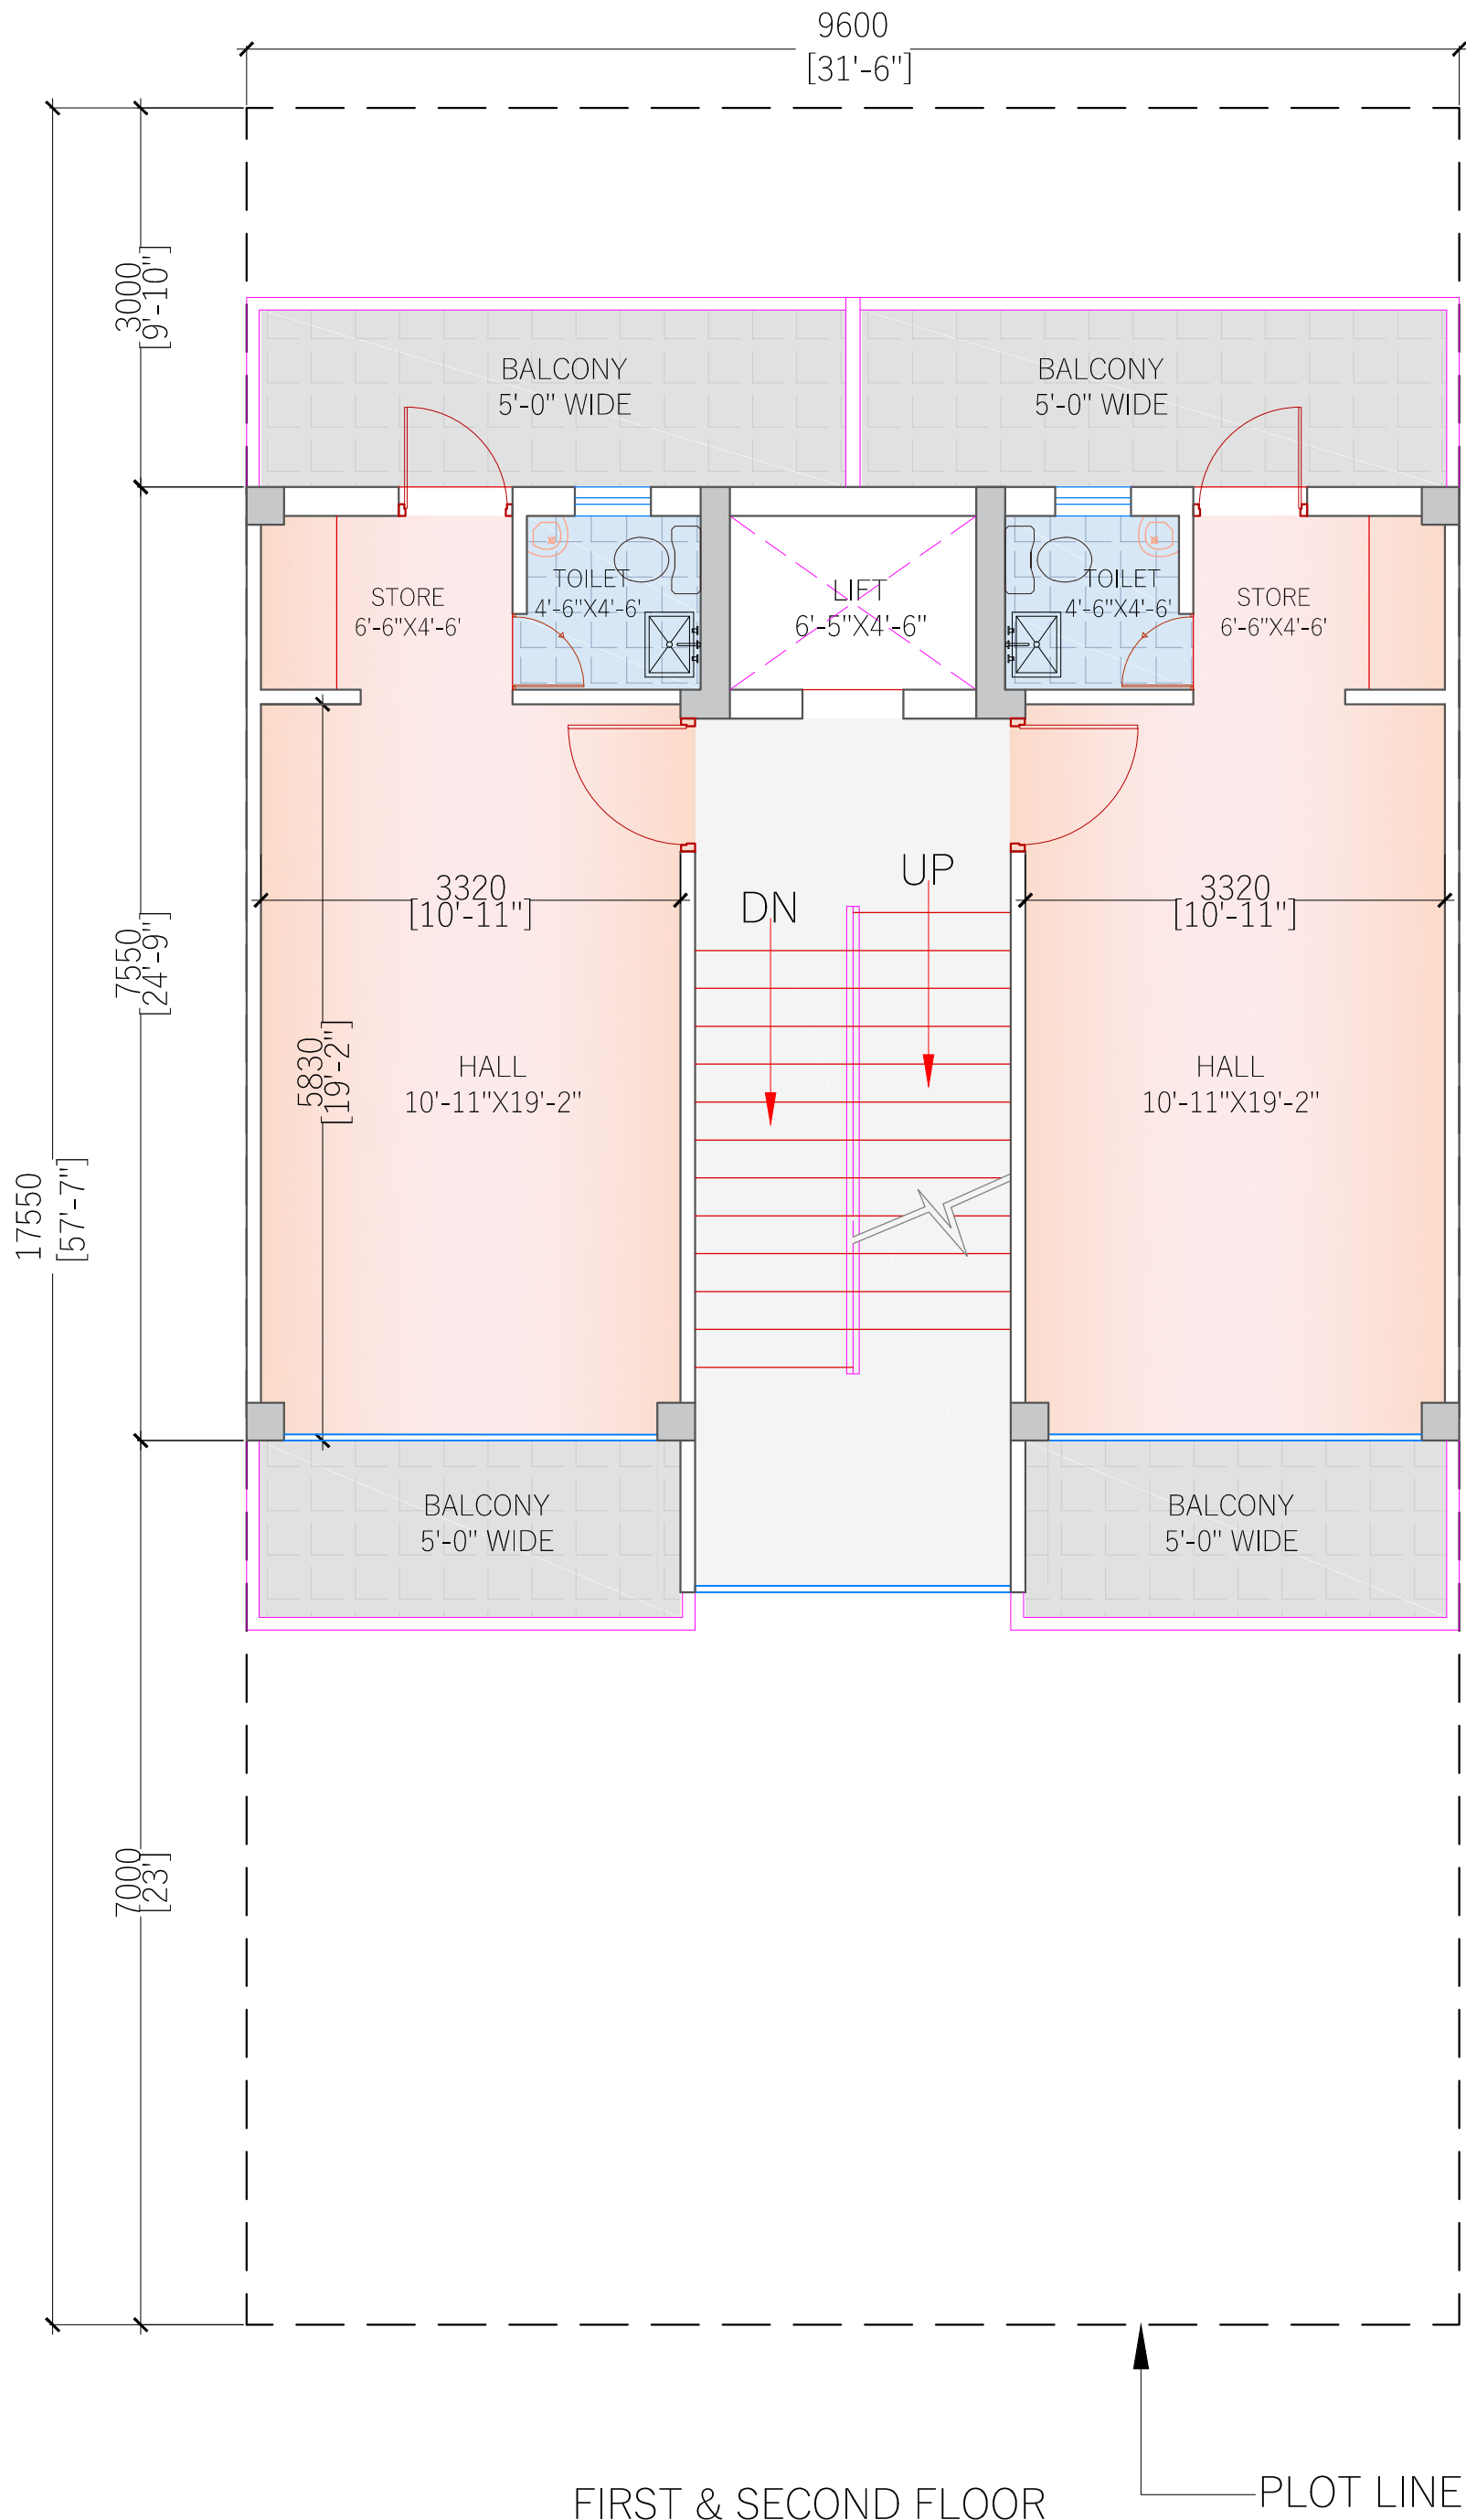 9600
[31'-6"]
3000
[9'-10"]
BALCONY
5'-0" WIDE
BALCONY
5'-0" WIDE
STORE
6'-6"X4'-6'
TOILET
4'-6"X4'-6'
LIFT
6'-5"X4'-6"
TOILET
4'-6"X4'-6'
STORE
6'-6"X4'-6'
DN
UP
3320
[10'-11"]
3320
[10'-11"]
7550
[24'-9"]
5830
[19'-2"]
HALL
10'-11"X19'-2"
HALL
10'-11"X19'-2"
17550
[57'-7"]
BALCONY
5'-0" WIDE
BALCONY
5'-0" WIDE
7000
[23']
PLOT LINE
FIRST & SECOND FLOOR